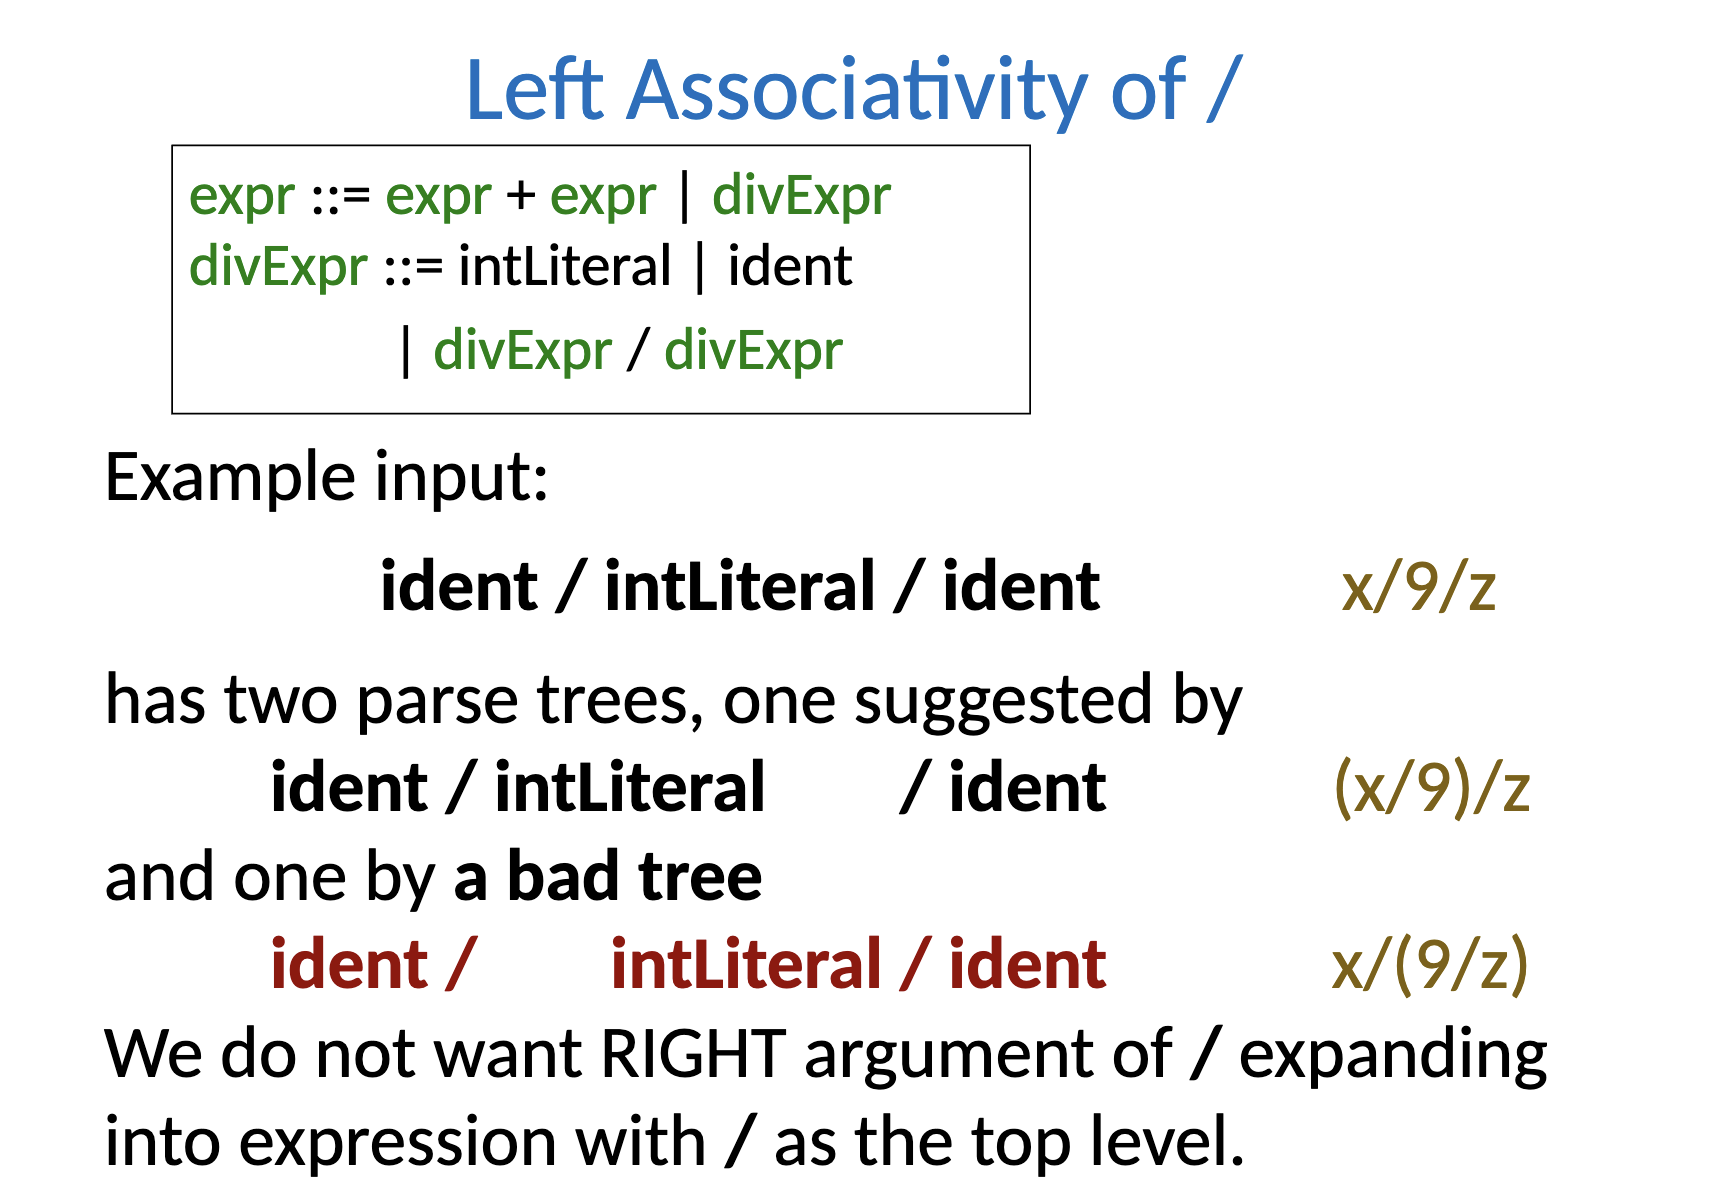 Left Associativity of /
expr ::= expr + expr | divExpr
divExpr ::= intLiteral | ident
| divExpr / divExpr
Example input:
ident / intLiteral / ident x/9/z
has two parse trees, one suggested by
ident / intLiteral / ident (x/9)/z
and one by a bad tree
ident / intLiteral / ident x/(9/z)
We do not want RIGHT argument of / expanding
into expression with / as the top level.